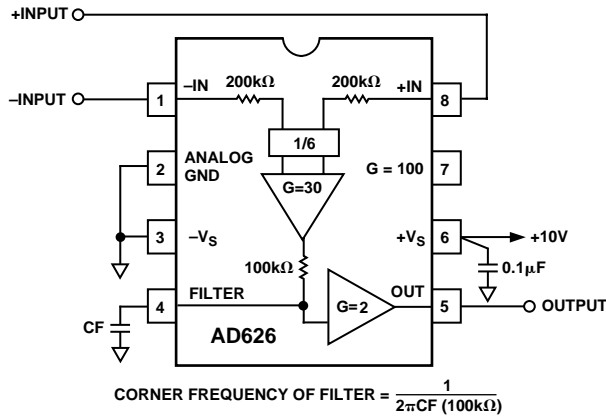 +INPUT
–INPUT
1
–IN
200kΩ
200kΩ
+IN
8
1/6
2
ANALOG
GND
G=30
G = 100
7
3
–VS
+VS
6
+10V
100kΩ
0.1μF
4
FILTER
G=2
OUT
5
OUTPUT
CF
AD626
CORNER FREQUENCY OF FILTER = 1
2πCF (100kΩ)